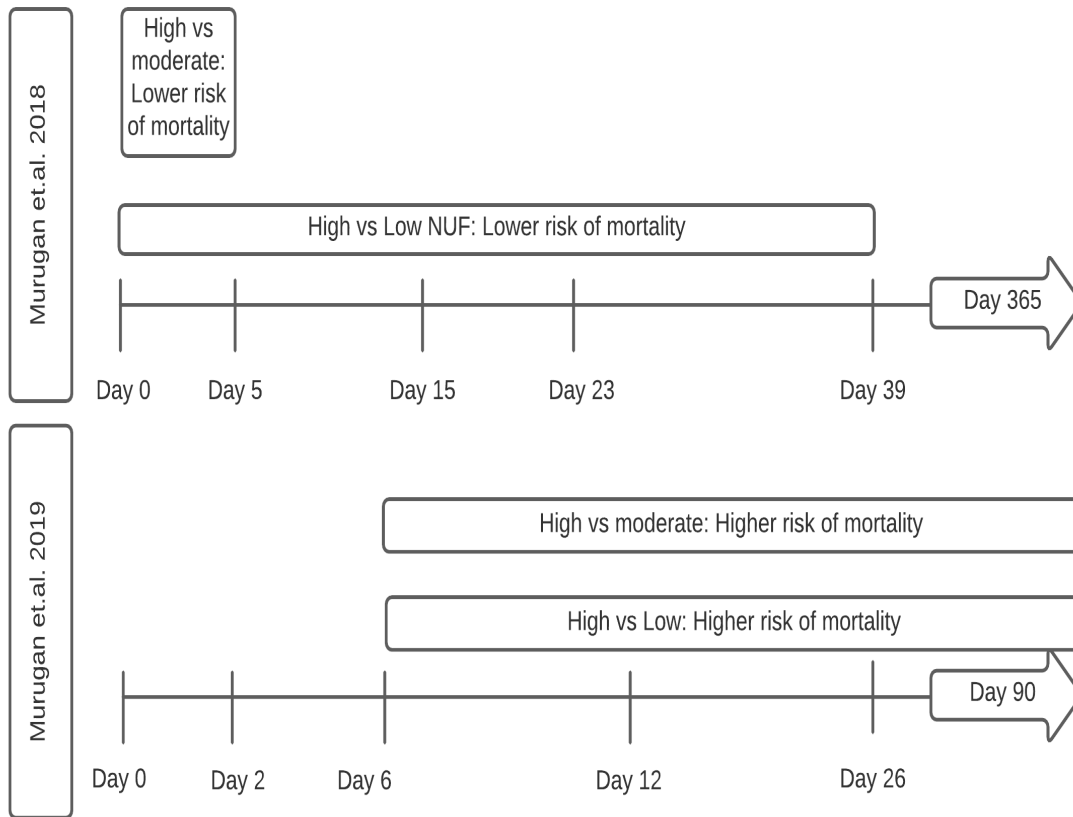 Murugan et.al. 2018
High vs
moderate:
Lower risk
of mortality
High vs Low NUF: Lower risk of mortality
Day 365
Day 0
Day 5
Day 15
Day 23
Day 39
Murugan et.al. 2019
High vs moderate: Higher risk of mortality
High vs Low: Higher risk of mortality
Day 90
Day 0
Day 2
Day 6
Day 12
Day 26